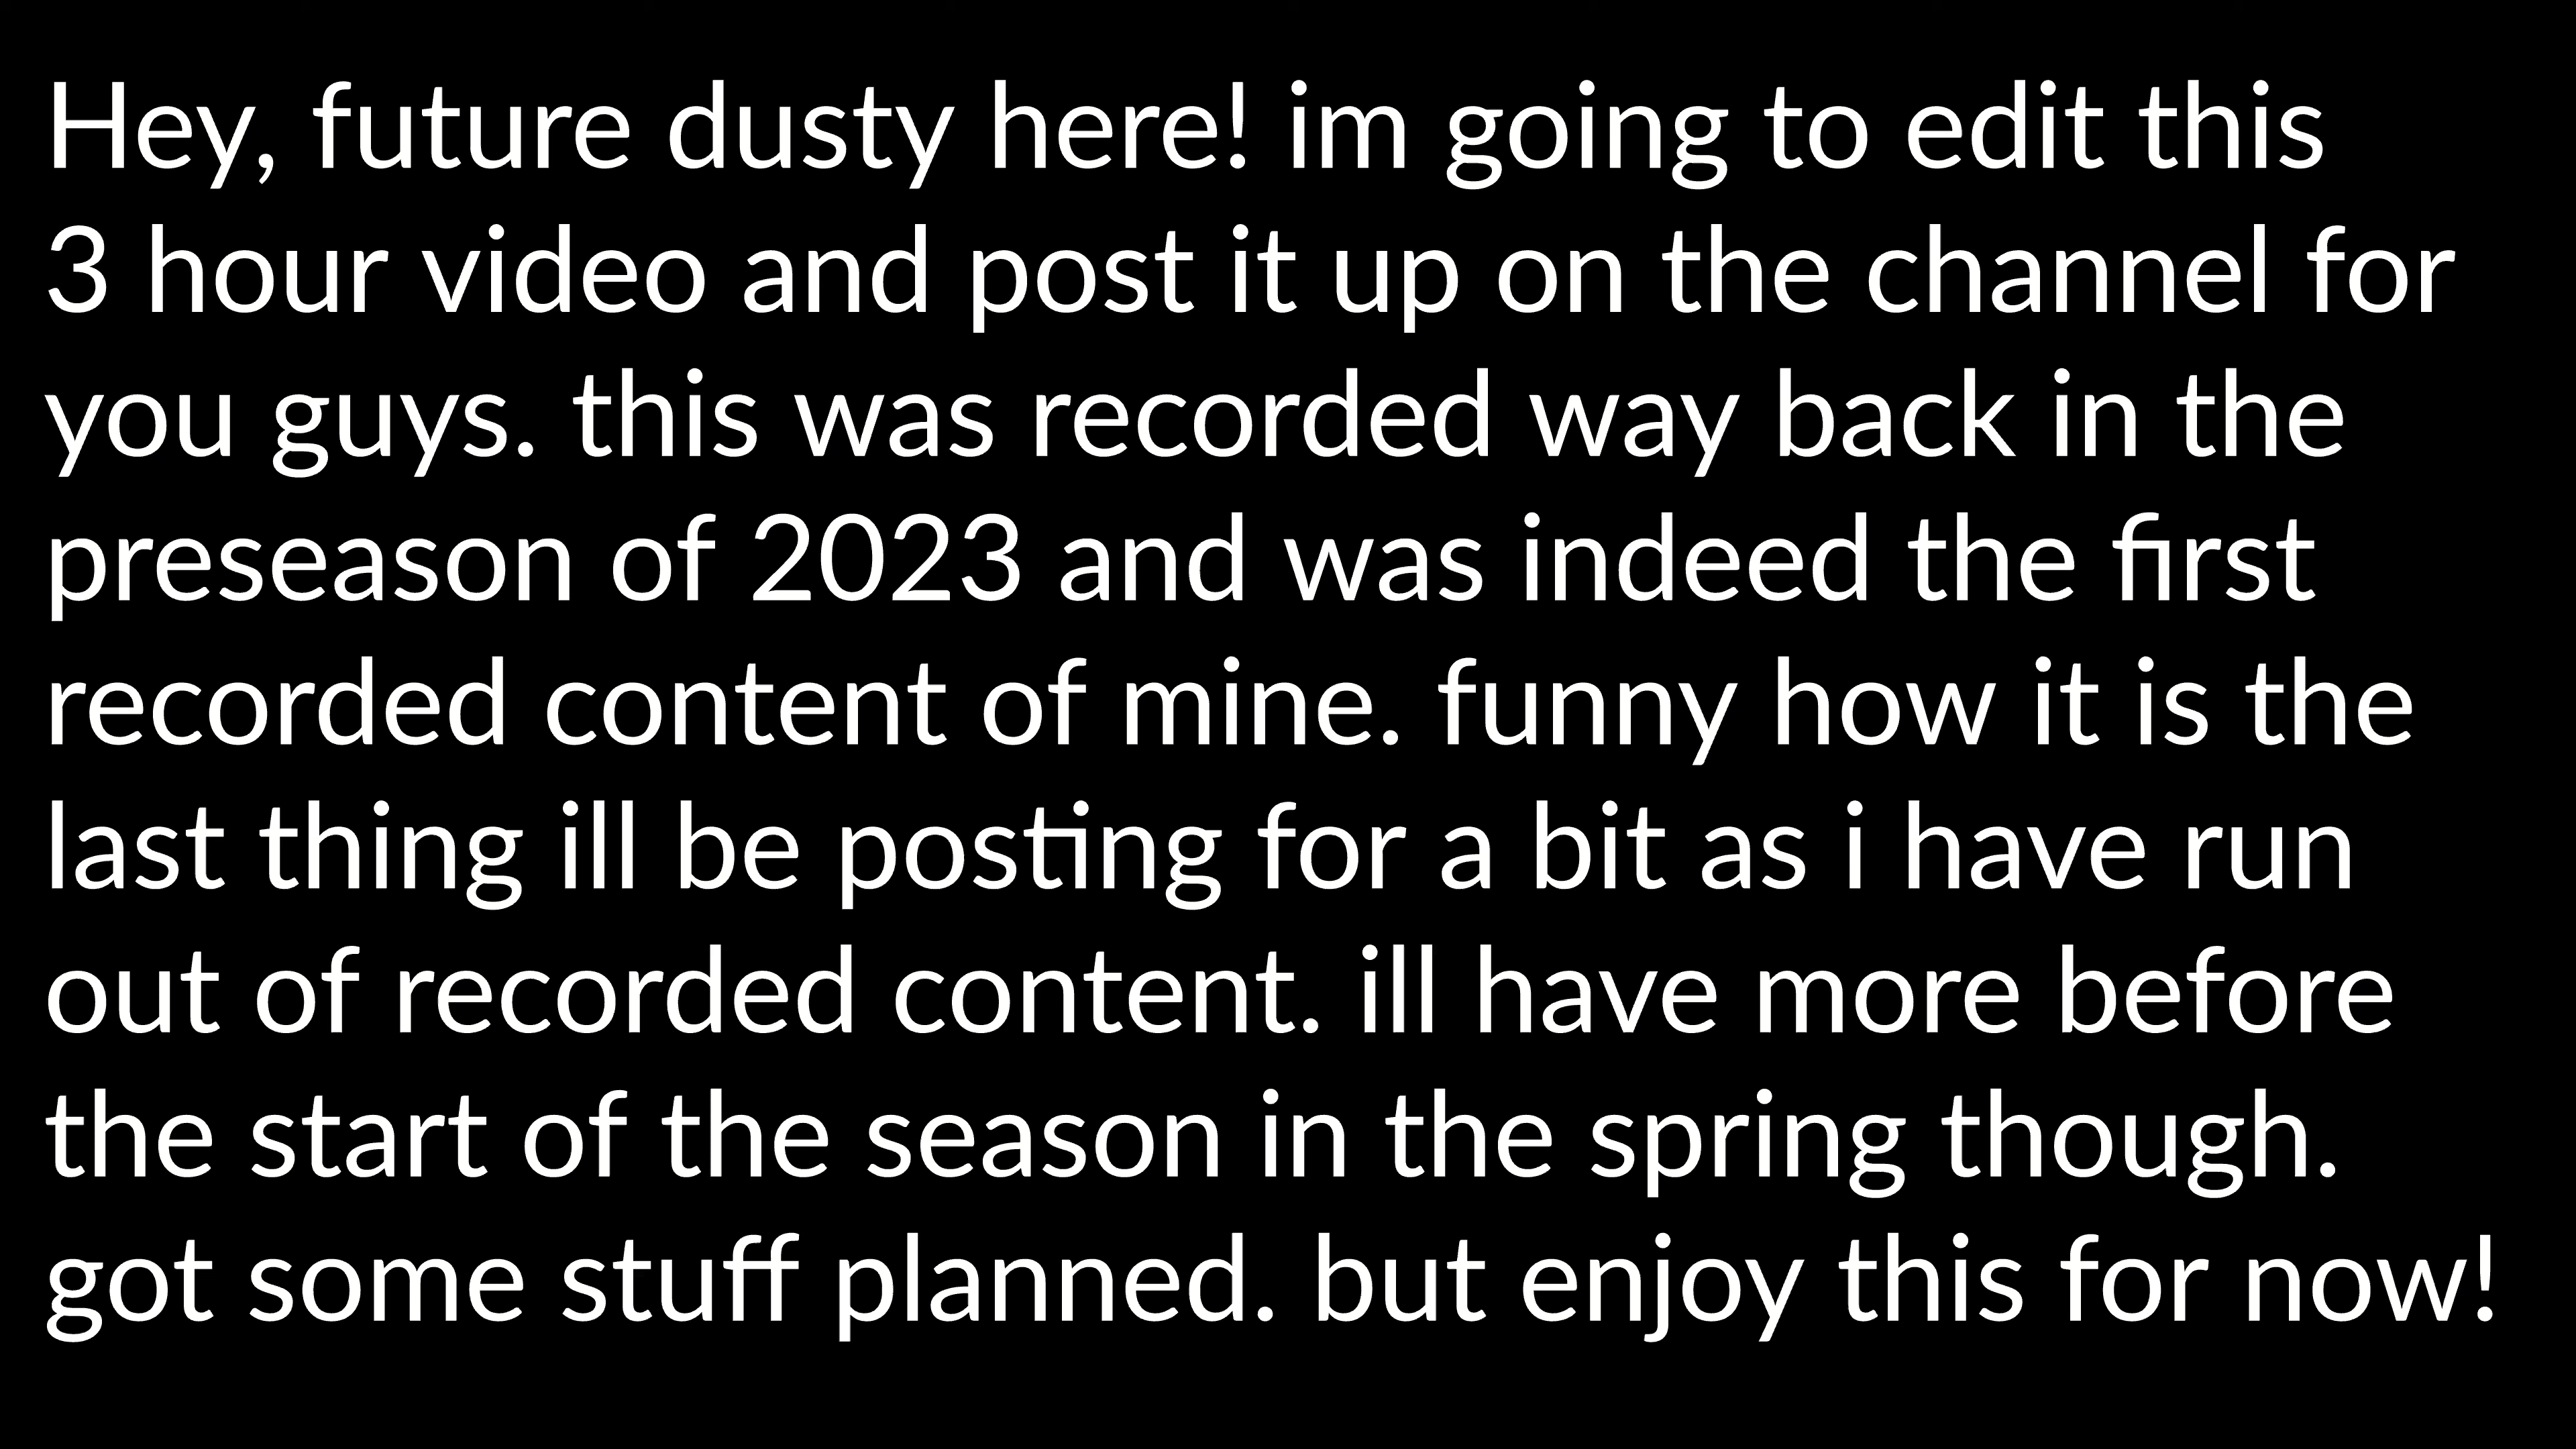 Hey, future dusty here! im going to edit this
3 hour video and post it up on the channel for
you guys. this was recorded way back in the
preseason of 2023 and was indeed the first
recorded content of mine. funny how it is the
last thing ill be posting for a bit as i have run
out of recorded content. ill have more before
the start of the season in the spring though.
got some stuff planned. but enjoy this for now!